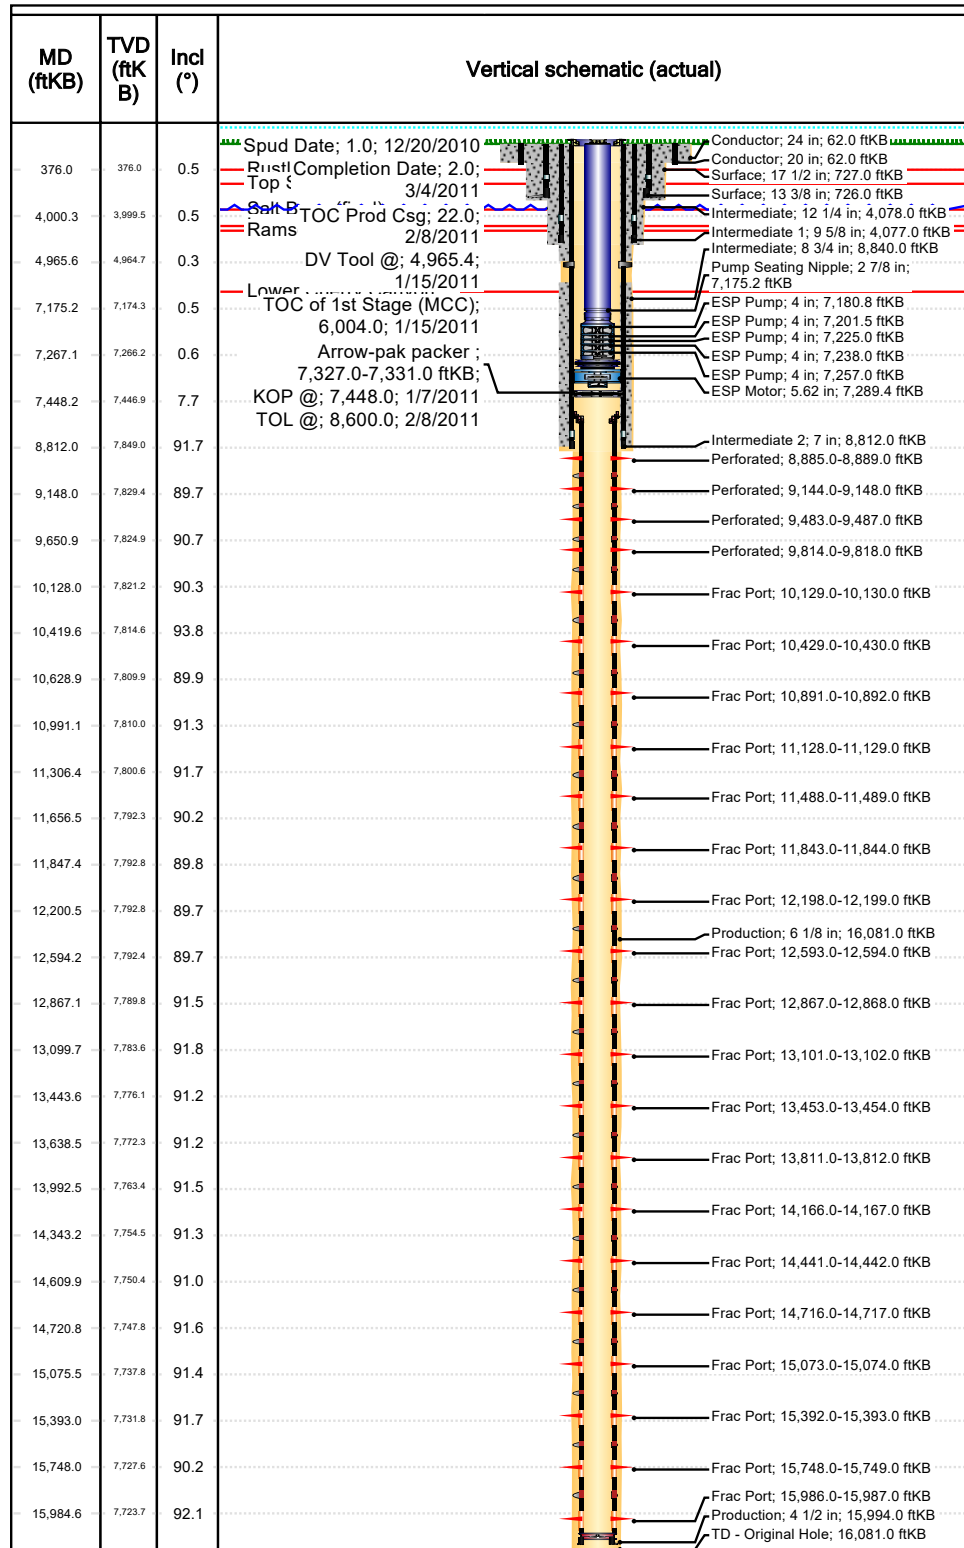 MD
(ftKB)
TVD
(ftK
B)
Incl
(°)
Vertical schematic (actual)
Spud Date; 1.0; 12/20/2010
Completion Date; 2.0;
3/4/2011
Top
TOC Prod Csg; 22.0;
2/8/2011
Rams
DV Tool @; 4,965.4;
1/15/2011
Lower
TOC of 1st Stage (MCC);
6,004.0; 1/15/2011
Arrow-pak packer ;
7,327.0-7,331.0 ftKB;
KOP @; 7,448.0; 1/7/2011
TOL @; 8,600.0; 2/8/2011
376.0 376.0 0.5
4,000.3 3,999.5 0.5
4,965.6 4,964.7 0.3
7,175.2 7,174.3 0.5
7,267.1 7,266.2 0.6
7,448.2 7,446.9 7.7
8,812.0 7,849.0 91.7
9,148.0 7,829.4 89.7
9,650.9 7,824.9 90.7
10,128.0 7,821.2 90.3
10,419.6 7,814.6 93.8
10,628.9 7,809.9 89.9
10,991.1 7,810.0 91.3
11,306.4 7,800.6 91.7
11,656.5 7,792.3 90.2
11,847.4 7,792.8 89.8
12,200.5 7,792.8 89.7
12,594.2 7,792.4 89.7
12,867.1 7,789.8 91.5
13,099.7 7,783.6 91.8
13,443.6 7,776.1 91.2
13,638.5 7,772.3 91.2
13,992.5 7,763.4 91.5
14,343.2 7,754.5 91.3
14,609.9 7,750.4 91.0
14,720.8 7,747.8 91.6
15,075.5 7,737.8 91.4
15,393.0 7,731.8 91.7
15,748.0 7,727.6 90.2
15,984.6 7,723.7 92.1
Conductor; 24 in; 62.0 ftKB
Conductor; 20 in; 62.0 ftKB
Surface; 17 1/2 in; 727.0 ftKB
Surface; 13 3/8 in; 726.0 ftKB
Intermediate; 12 1/4 in; 4,078.0 ftKB
Intermediate 1; 9 5/8 in; 4,077.0 ftKB
Intermediate; 8 3/4 in; 8,840.0 ftKB
Pump Seating Nipple; 2 7/8 in;
7,175.2 ftKB
ESP Pump; 4 in; 7,180.8 ftKB
ESP Pump; 4 in; 7,201.5 ftKB
ESP Pump; 4 in; 7,225.0 ftKB
ESP Pump; 4 in; 7,238.0 ftKB
ESP Pump; 4 in; 7,257.0 ftKB
ESP Motor; 5.62 in; 7,289.4 ftKB
Intermediate 2; 7 in; 8,812.0 ftKB
Perforated; 8,885.0-8,889.0 ftKB
Perforated; 9,144.0-9,148.0 ftKB
Perforated; 9,483.0-9,487.0 ftKB
Perforated; 9,814.0-9,818.0 ftKB
Frac Port; 10,129.0-10,130.0 ftKB
Frac Port; 10,429.0-10,430.0 ftKB
Frac Port; 10,891.0-10,892.0 ftKB
Frac Port; 11,128.0-11,129.0 ftKB
Frac Port; 11,488.0-11,489.0 ftKB
Frac Port; 11,843.0-11,844.0 ftKB
Frac Port; 12,198.0-12,199.0 ftKB
Production; 6 1/8 in; 16,081.0 ftKB
Frac Port; 12,593.0-12,594.0 ftKB
Frac Port; 12,867.0-12,868.0 ftKB
Frac Port; 13,101.0-13,102.0 ftKB
Frac Port; 13,453.0-13,454.0 ftKB
Frac Port; 13,811.0-13,812.0 ftKB
Frac Port; 14,166.0-14,167.0 ftKB
Frac Port; 14,441.0-14,442.0 ftKB
Frac Port; 14,716.0-14,717.0 ftKB
Frac Port; 15,073.0-15,074.0 ftKB
Frac Port; 15,392.0-15,393.0 ftKB
Frac Port; 15,748.0-15,749.0 ftKB
Frac Port; 15,986.0-15,987.0 ftKB
Production; 4 1/2 in; 15,994.0 ftKB
TD - Original Hole; 16,081.0 ftKB